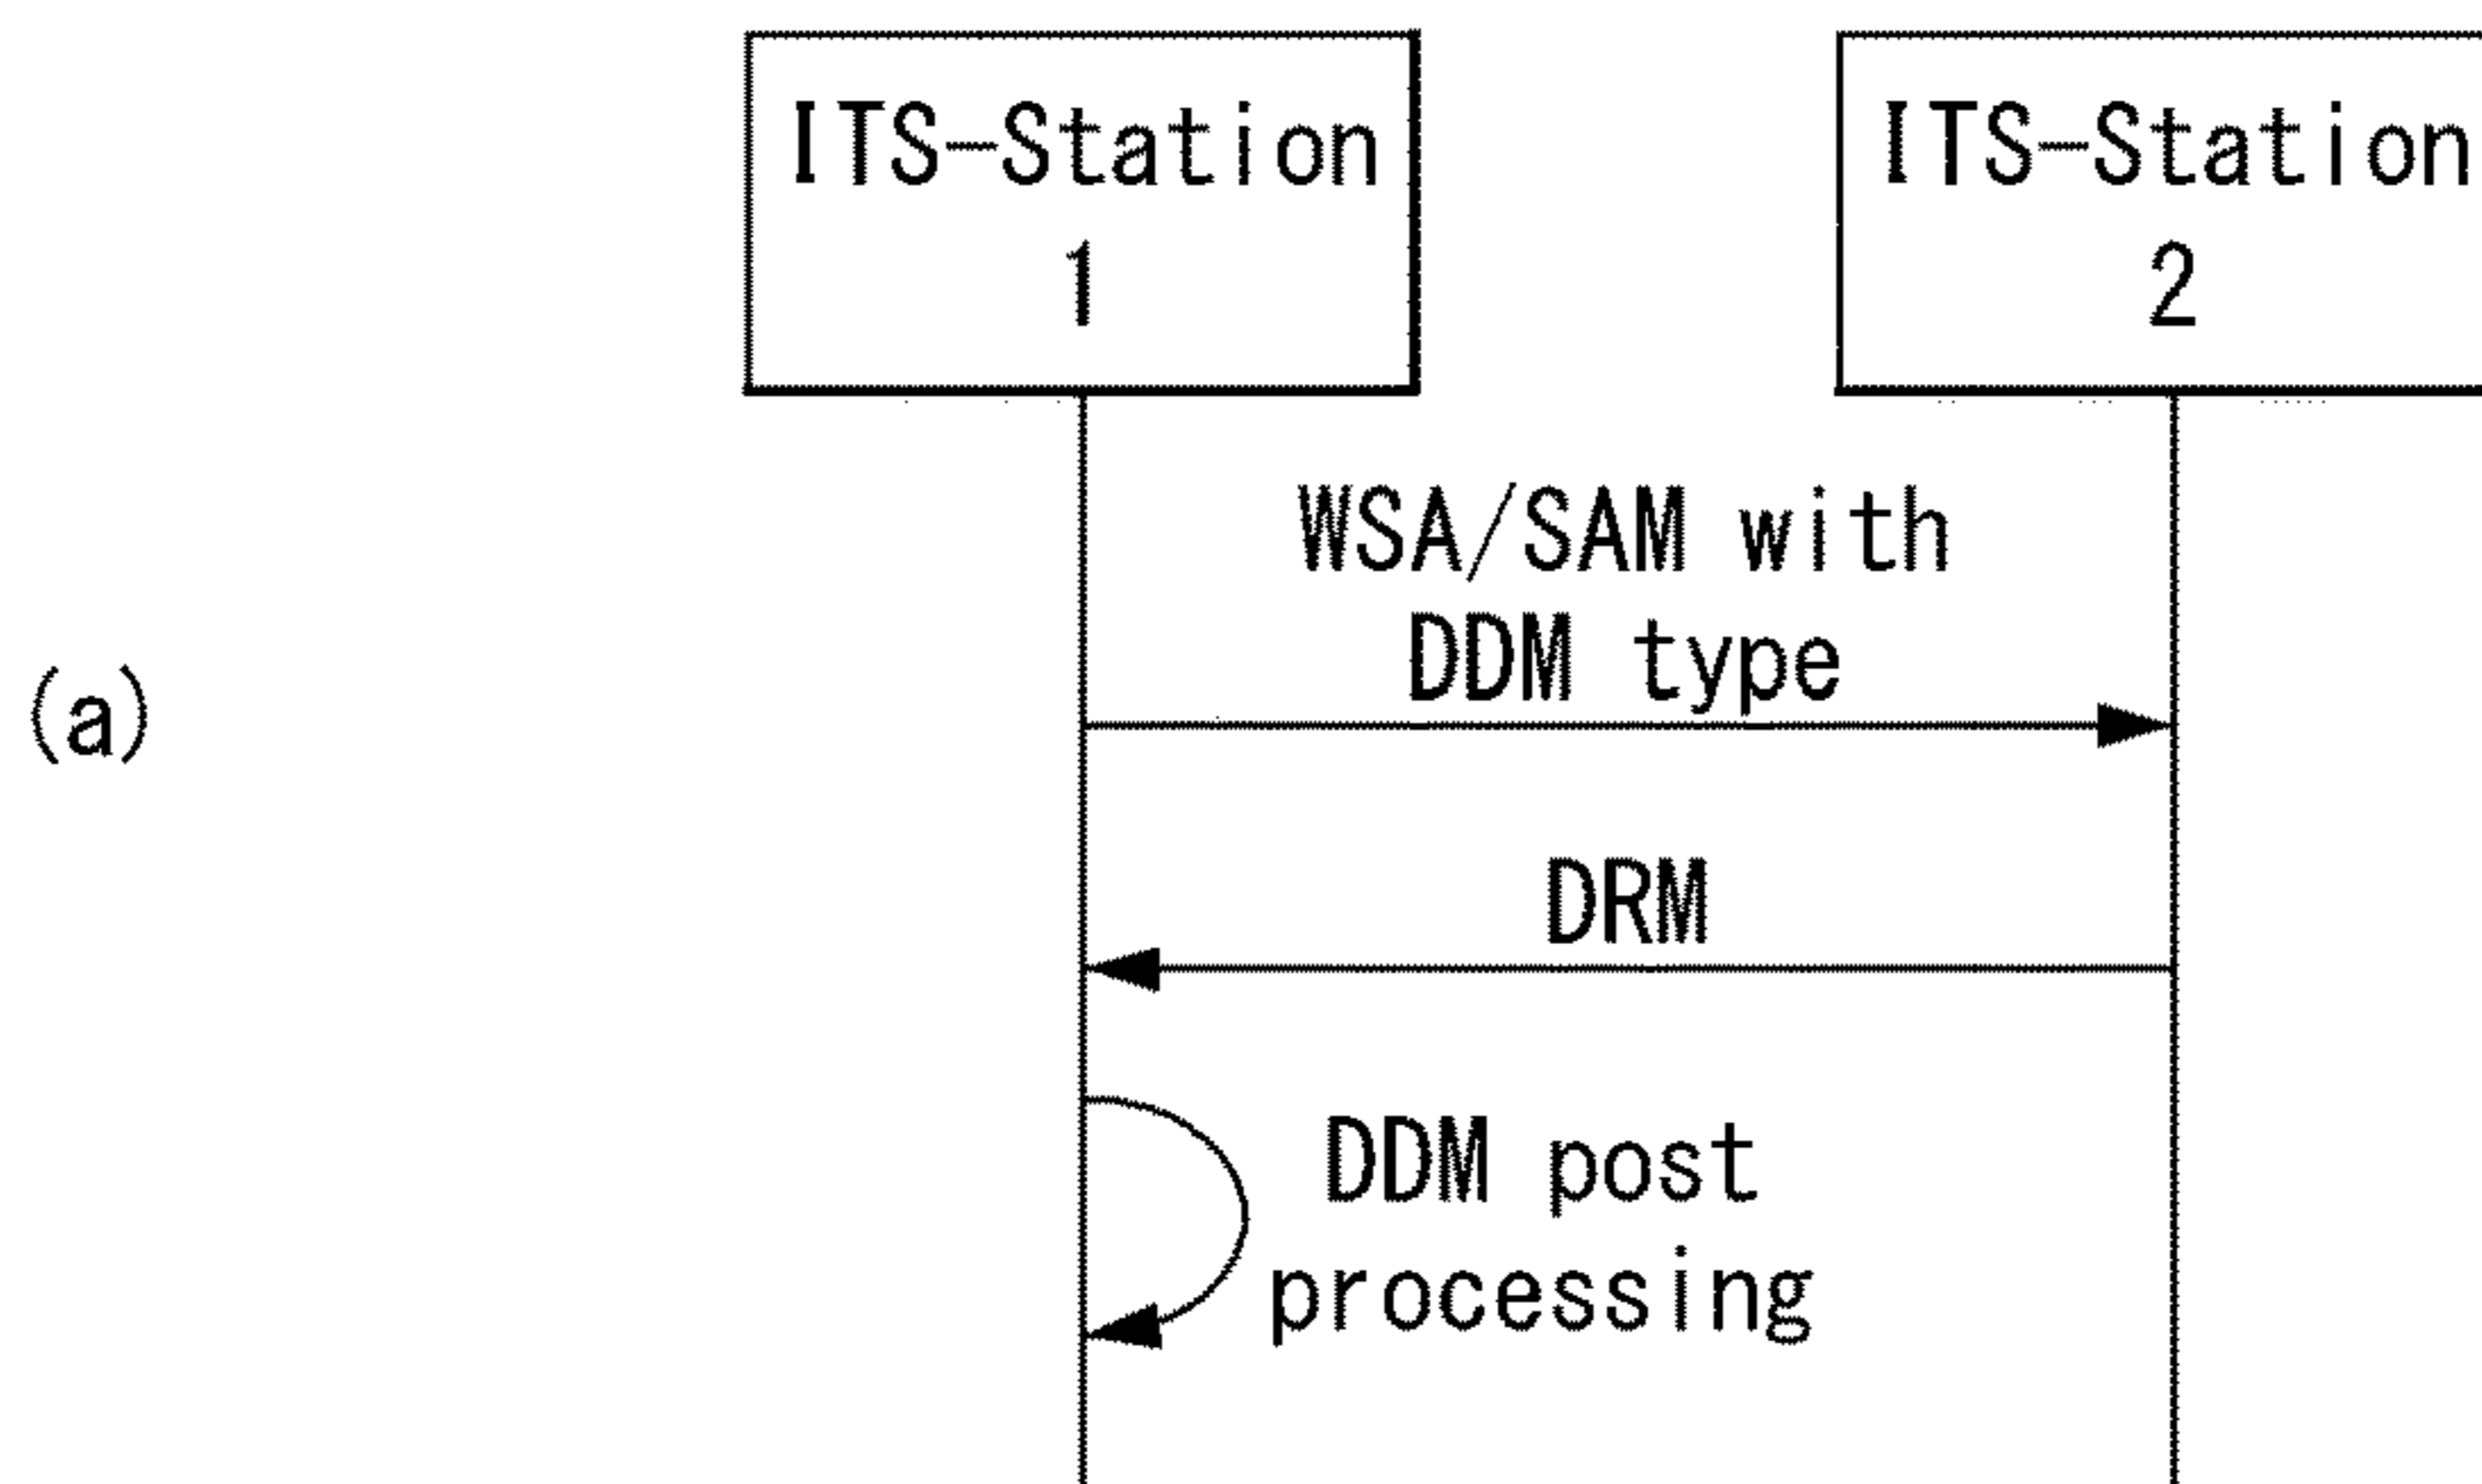 ITS-Station
1
ITS-Station
2
WSA/SAM with
DDM type
(a)
DRM
DDM post
processing